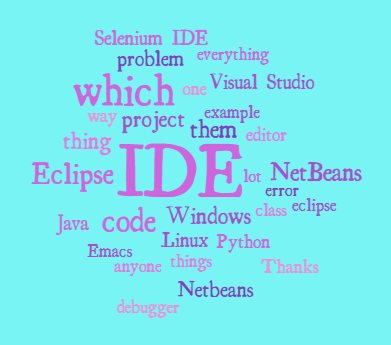 Selenium IDE
problem everything
which one Visual Studio
way project example
thing them editor
Eclipse IDE lot NetBeans
error
Java code Windows class eclipse
Emacs Linux Python
anyone things Thanks
Netbeans
debugger